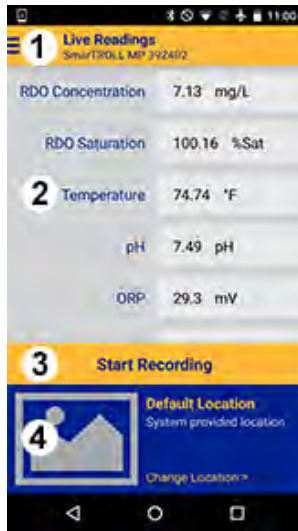 11:00
1
Live Readings
SmarTROLL MP 392402
RDO Concentration 7.13 mg/L
RDO Saturation 100.16 %Sat
2 Temperature 74.74 °F
pH 7.49 pH
ORP 29.3 mV
3 Start Recording
4
Default Location
System provided location
Change Location >